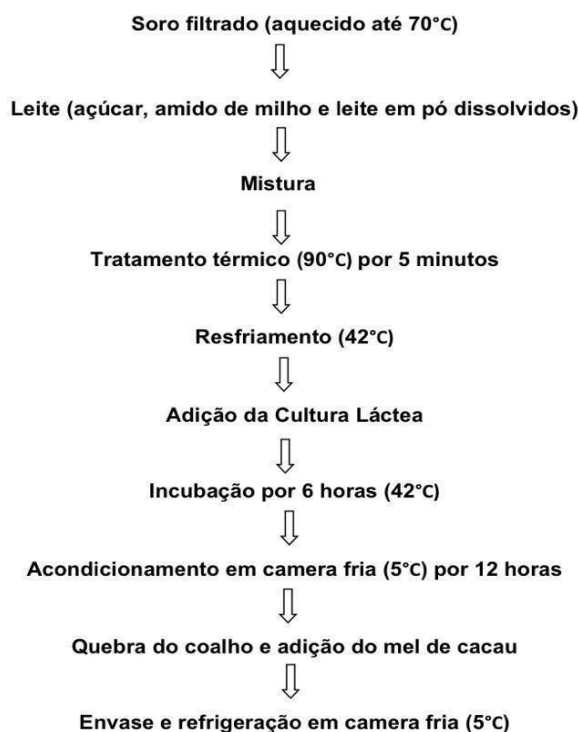 Soro filtrado (aquecido até 70°C)
Leite (açúcar, amido de milho e leite em pó dissolvidos)
Mistura
Tratamento térmico (90°C) por 5 minutos
Resfriamento (42°C)
Adição da Cultura Láctea
Incubação por 6 horas (42°C)
Acondicionamento em camera fria (5°C) por 12 horas
Quebra do coalho e adição do mel de cacau
Envase e refrigeração em camera fria (5°C)